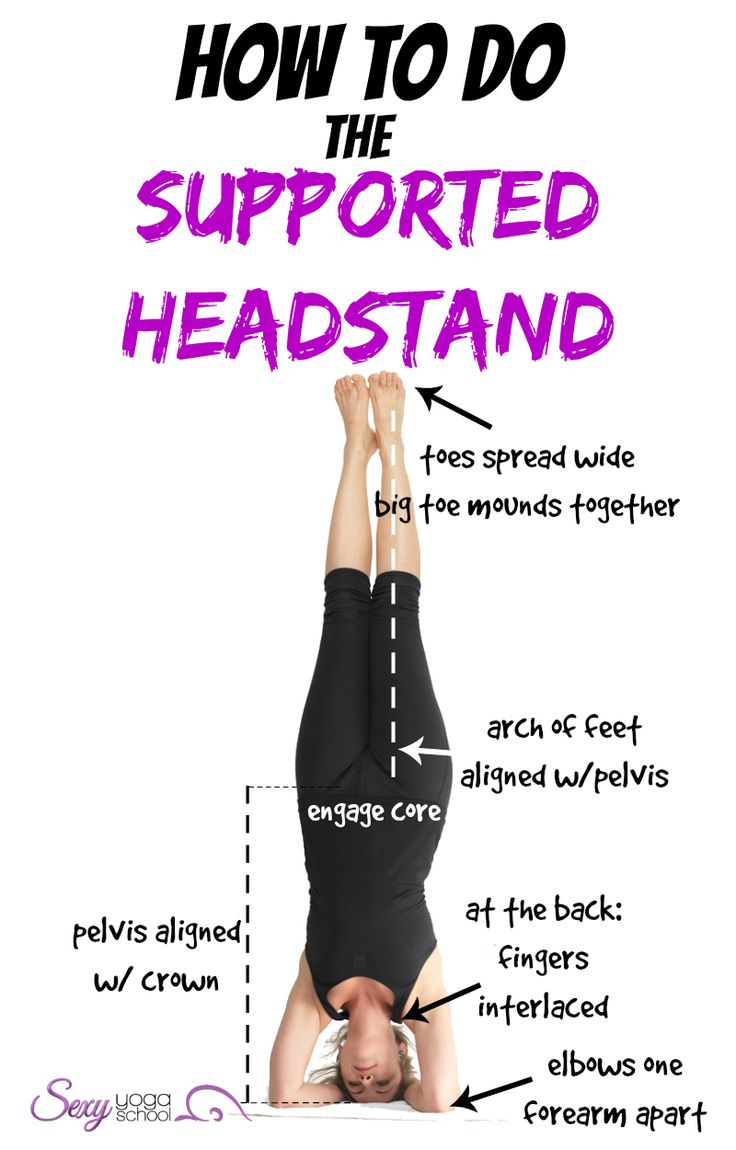 HOW TO DO
THE
SUPPORTED
HEADSTAND
toes spread wide
big toe mounds together
arch of feet
aligned w/pelvis
engage core
pelvis aligned
w/ crown
at the back:
fingers
interlaced
elbows one
forearm apart
Sexy yoga
school